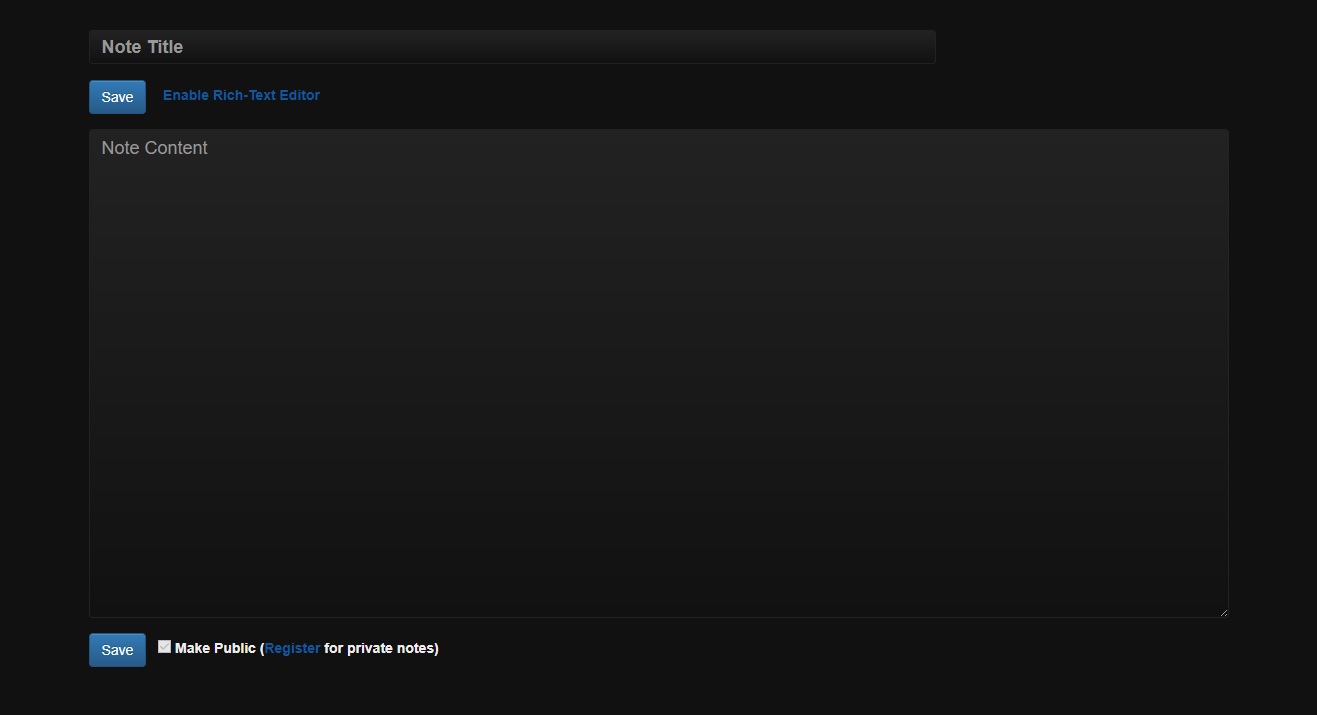 Note Title
Save Enable Rich-Text Editor
Note Content
Save Make Public (Register for private notes)